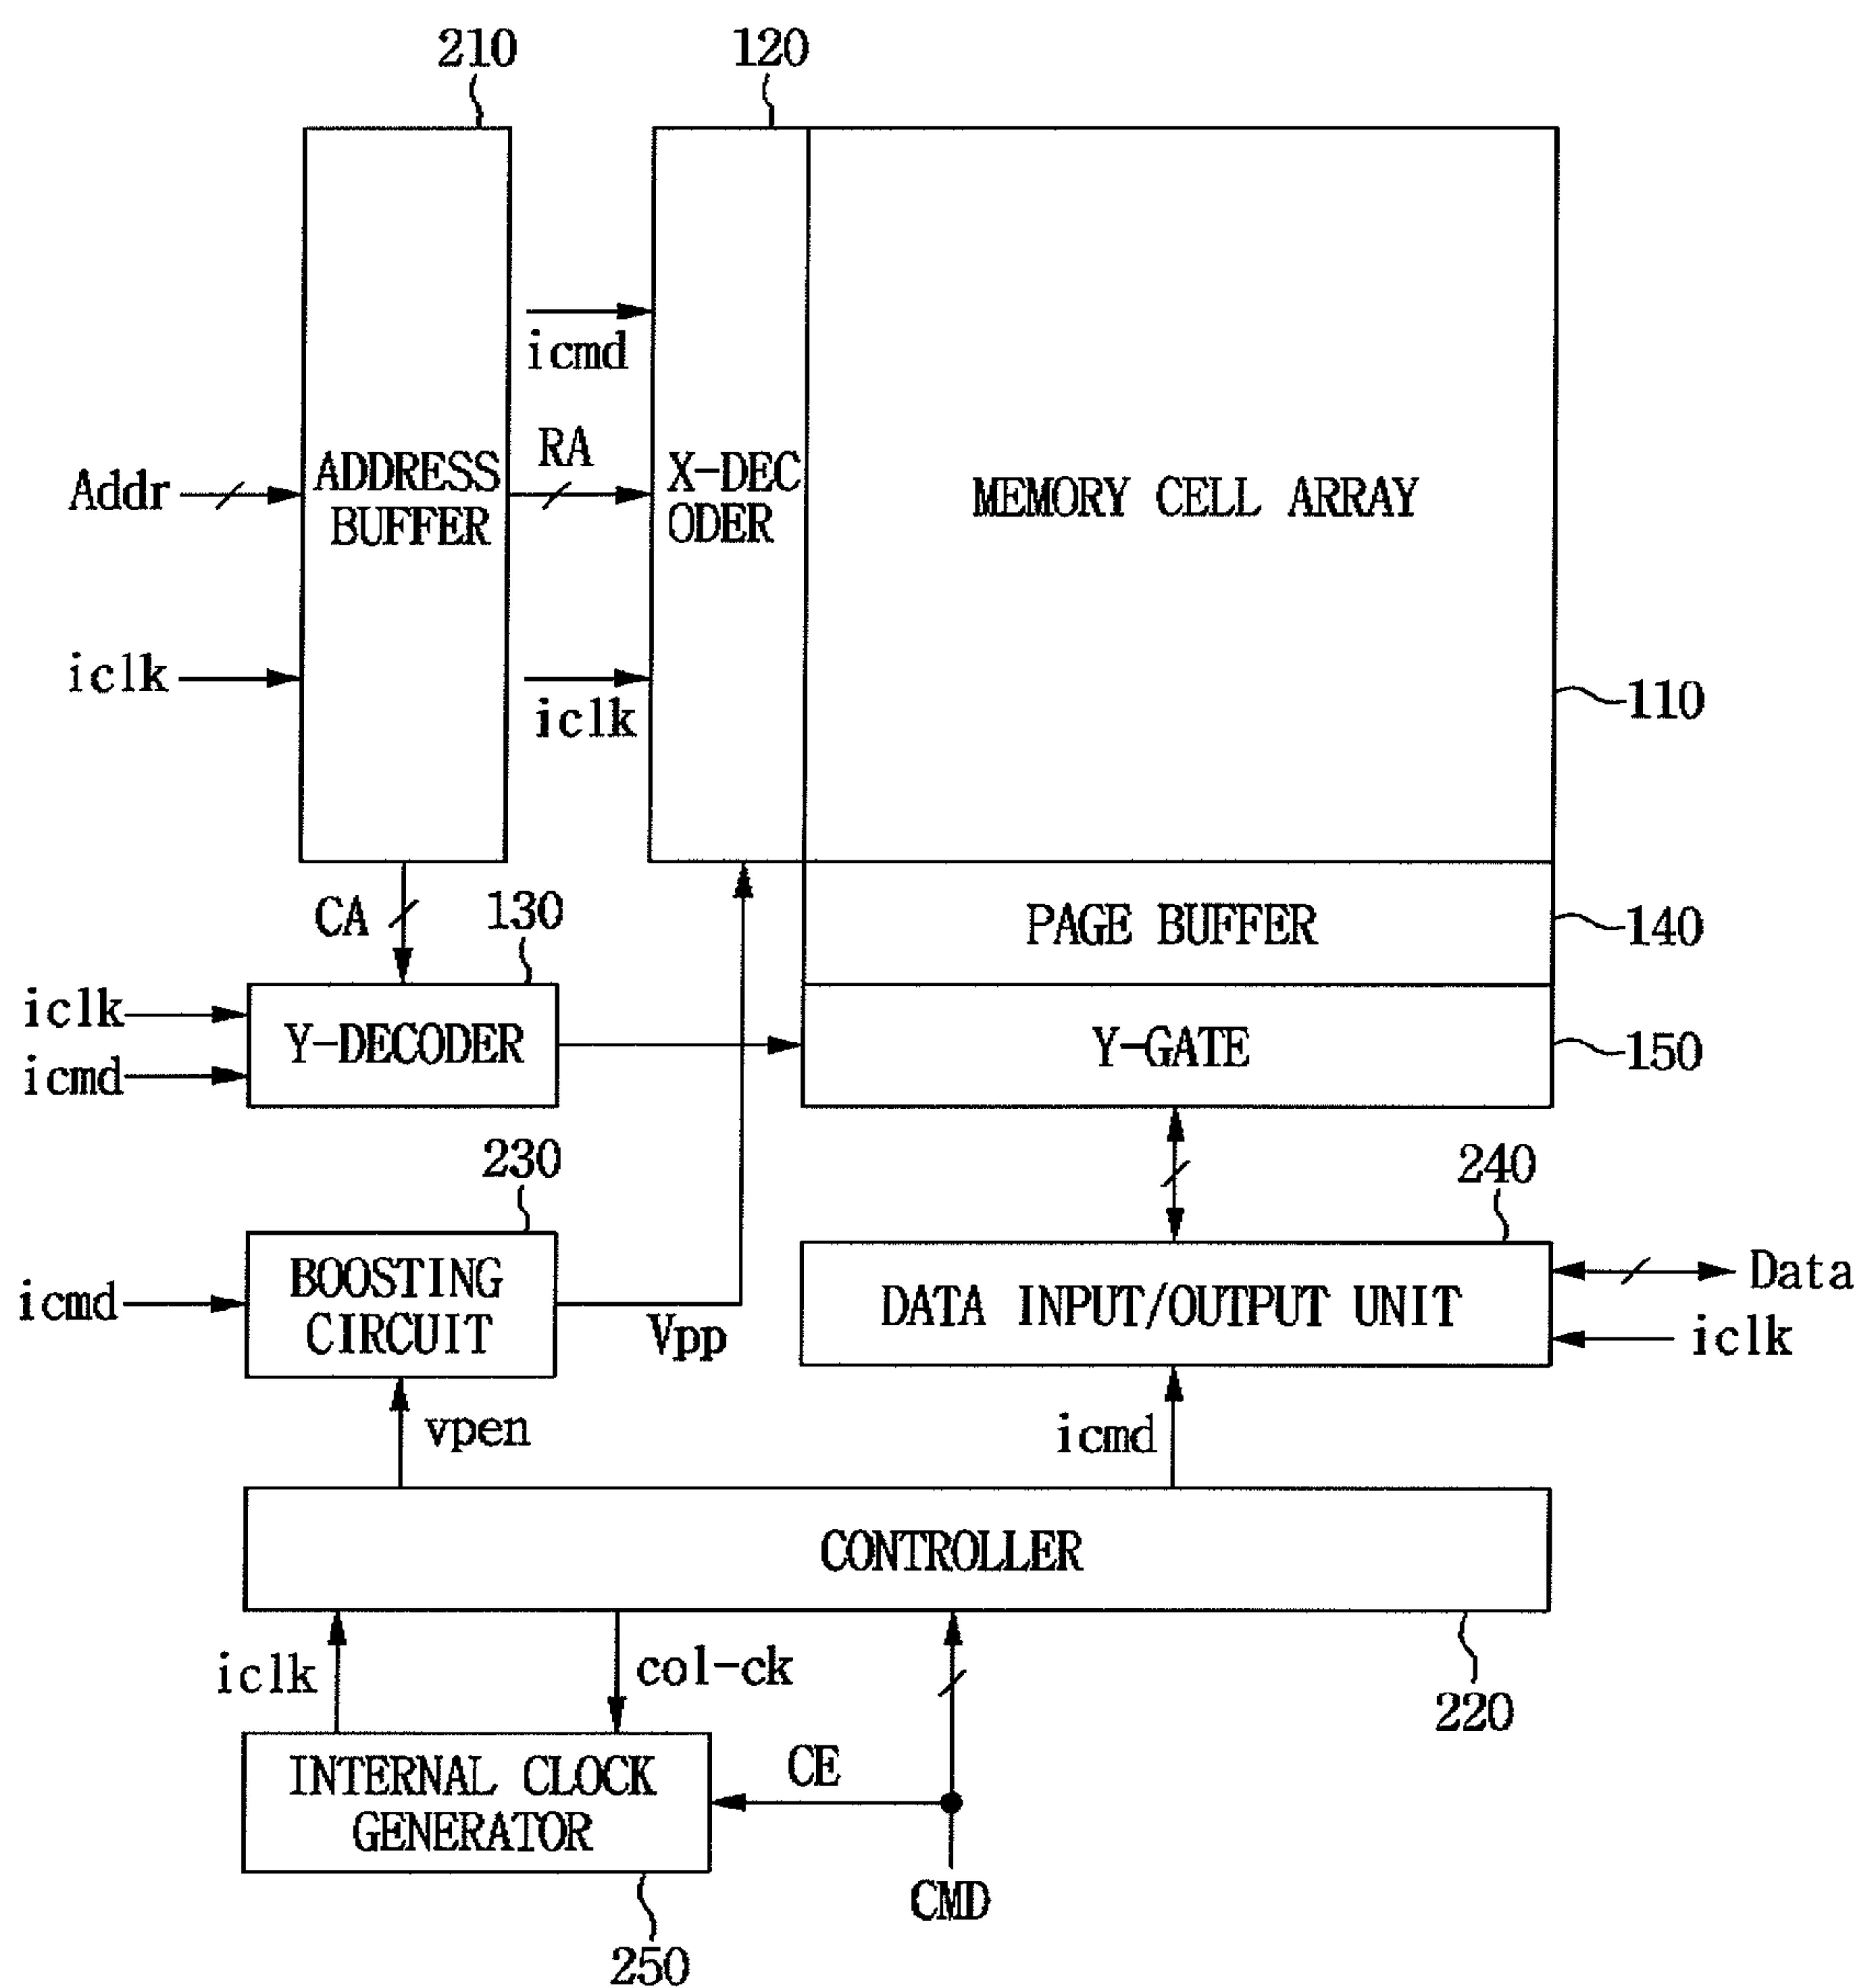 210
120
icmd
RA
Addr
ADDRESS
BUFFER
X-DEC
ODER
MEMORY CELL ARRAY
iclk
iclk
110
CA
130
PAGE BUFFER
140
iclk
icmd
Y-DECODER
Y-GATE
150
230
240
icmd
BOOSTING
CIRCUIT
Vpp
DATA INPUT/OUTPUT UNIT
Data
iclk
vpen
icmd
CONTROLLER
iclk
col-ck
220
INTERNAL CLOCK
GENERATOR
CE
CMD
250